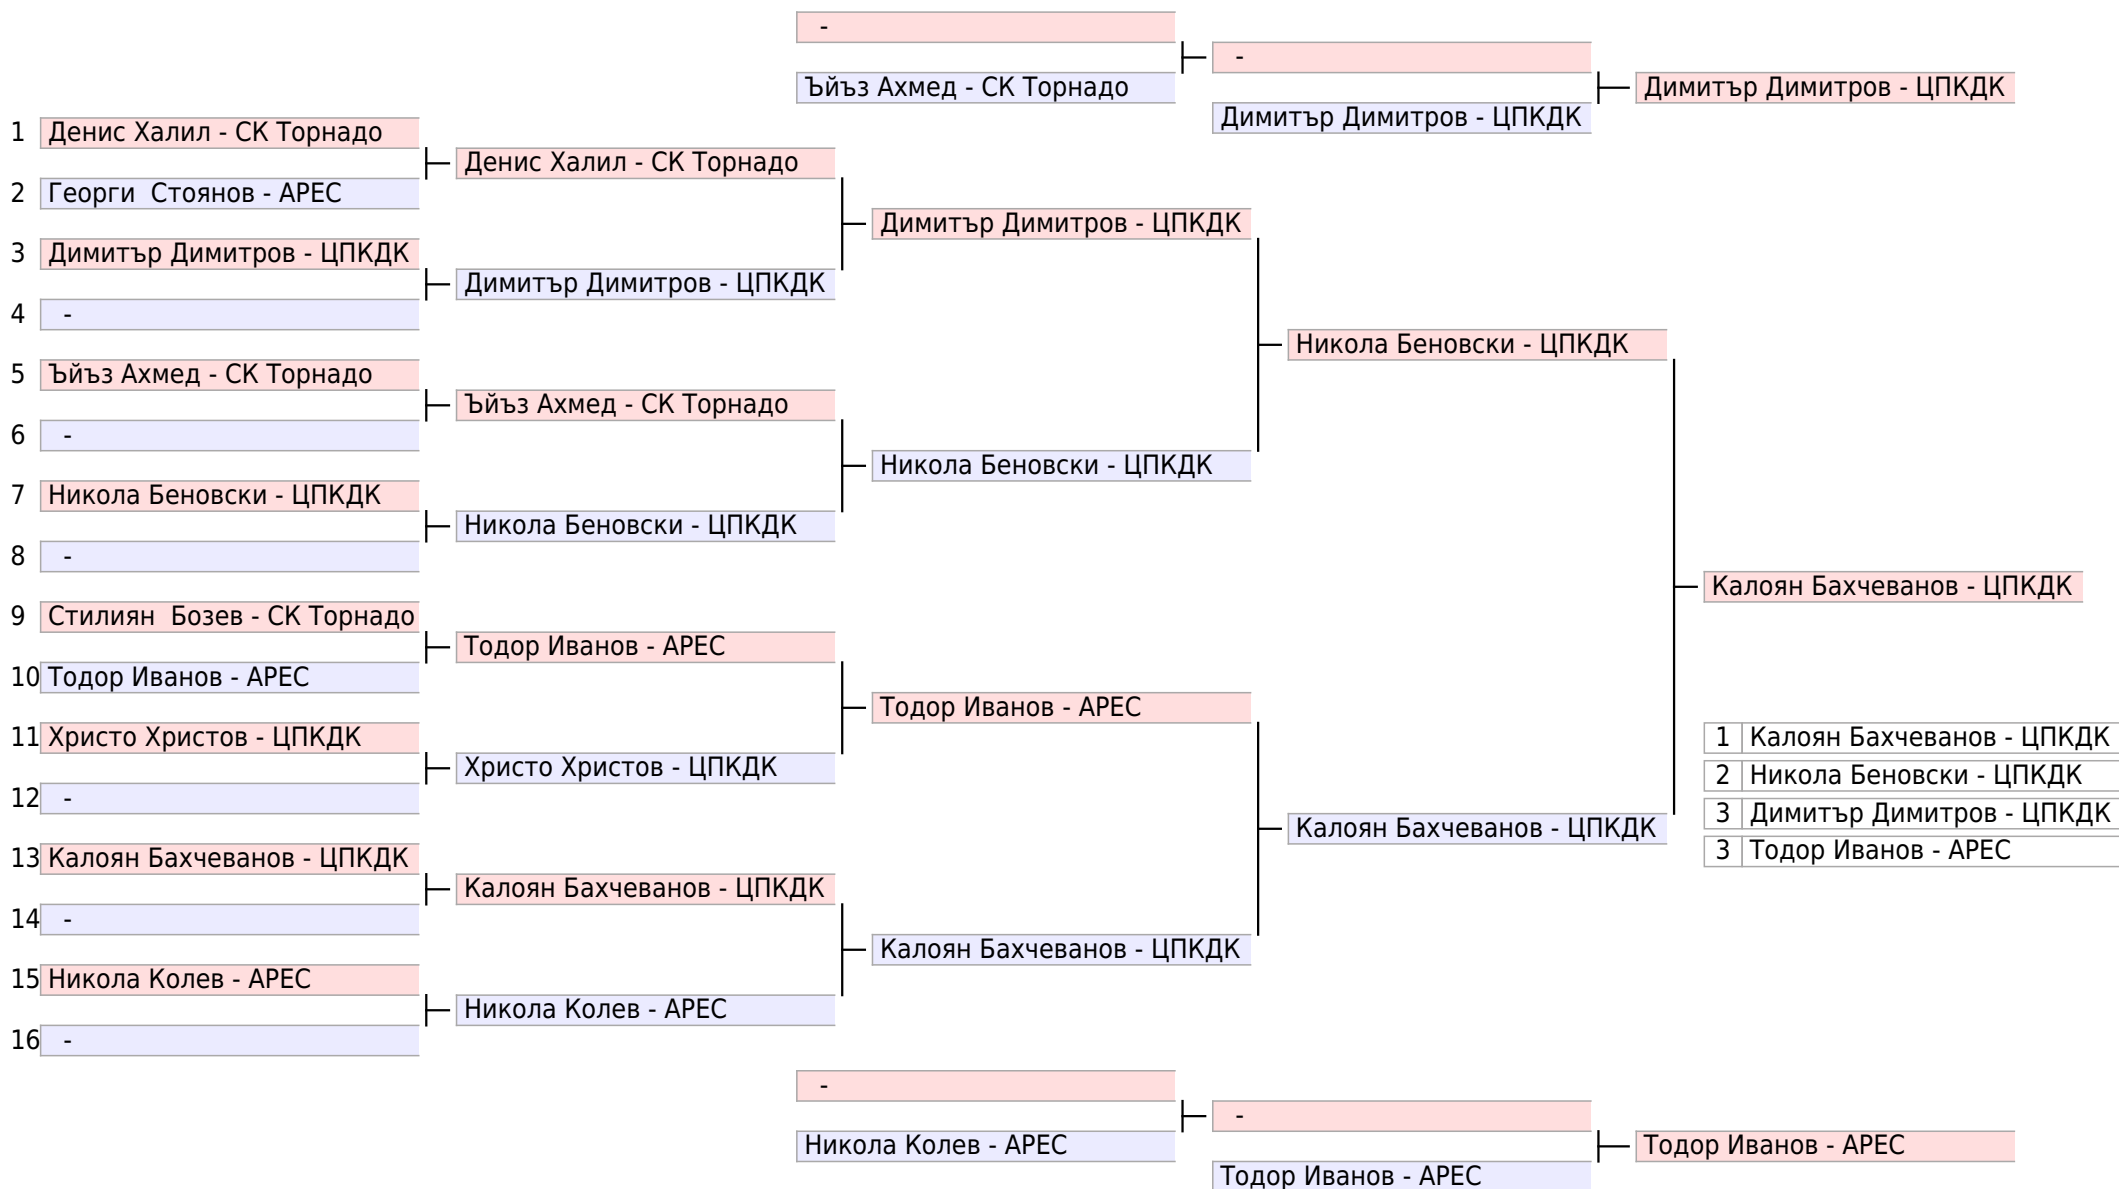 -
Ъйъз Ахмед - СК Торнадо
-
Димитър Димитров - ЦПКДК
Димитър Димитров - ЦПКДК
1 Денис Халил - СК Торнадо
2 Георги  Стоянов - АРЕС
3 Димитър Димитров - ЦПКДК
4 -
5 Ъйъз Ахмед - СК Торнадо
6 -
7 Никола Беновски - ЦПКДК
8 -
9 Стилиян  Бозев - СК Торнадо
10 Тодор Иванов - АРЕС
11 Христо Христов - ЦПКДК
12 -
13 Калоян Бахчеванов - ЦПКДК
14 -
15 Никола Колев - АРЕС
16 -
Денис Халил - СК Торнадо
Димитър Димитров - ЦПКДК
Ъйъз Ахмед - СК Торнадо
Никола Беновски - ЦПКДК
Тодор Иванов - АРЕС
Христо Христов - ЦПКДК
Калоян Бахчеванов - ЦПКДК
Никола Колев - АРЕС
Димитър Димитров - ЦПКДК
Никола Беновски - ЦПКДК
Тодор Иванов - АРЕС
Калоян Бахчеванов - ЦПКДК
Никола Беновски - ЦПКДК
Калоян Бахчеванов - ЦПКДК
Калоян Бахчеванов - ЦПКДК
1 Калоян Бахчеванов - ЦПКДК
2 Никола Беновски - ЦПКДК
3 Димитър Димитров - ЦПКДК
3 Тодор Иванов - АРЕС
-
Никола Колев - АРЕС
-
Тодор Иванов - АРЕС
Тодор Иванов - АРЕС